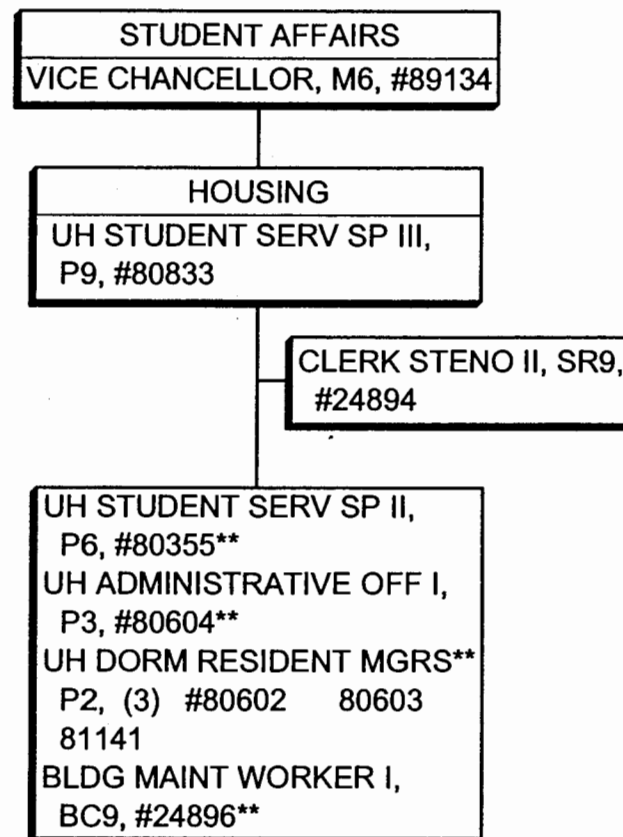 STUDENT AFFAIRS
VICE CHANCELLOR, M6, #89134
HOUSING
UH STUDENT SERV SP III,
P9, #80833
CLERK STENO II, SR9,
#24894
UH STUDENT SERV SP II,
P6, #80355**
UH ADMINISTRATIVE OFF I,
P3, #80604**
UH DORM RESIDENT MGRS**
P2, (3) #80602 80603
81141
BLDG MAINT WORKER I,
BC9, #24896**